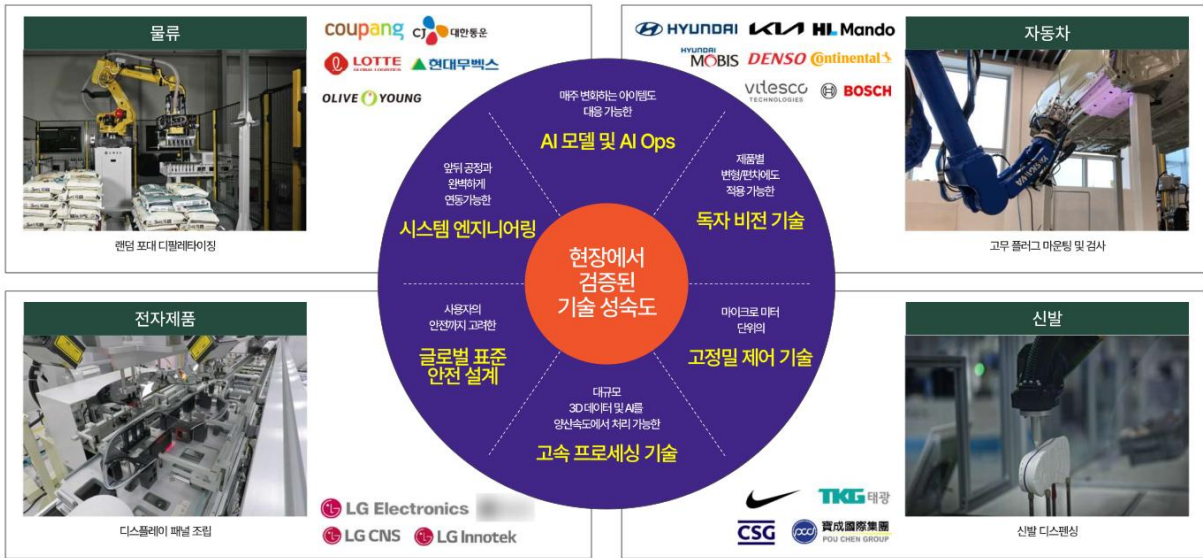 물류
coupang
CJ 대한통운
LOTTE
GLOBAL LOGISTICS
현대무벡스
OLIVE YOUNG
랜덤 포대 디팔레타이징
HYUNDAI
KIA
HL Mando
HYUNDAI
MOBIS
DENSO
Continental
vitesco
TECHNOLOGIES
BOSCH
자동차
YASKAWA
고무 플러그 마운팅 및 검사
매주 변화하는 아이템도
대응 가능한
AI 모델 및 AI Ops
앞뒤 공정과
완벽하게
연동가능한
시스템 엔지니어링
제품별
변형/편차에도
적용 가능한
독자 비전 기술
현장에서
검증된
기술 성숙도
사용자의
안전까지 고려한
글로벌 표준
안전 설계
마이크로 미터
단위의
고정밀 제어 기술
대규모
3D 데이터 및 AI를
양산속도에서 처리 가능한
고속 프로세싱 기술
전자제품
디스플레이 패널 조립
LG Electronics
LG CNS
LG Innotek
신발
TKG 태광
CSG
pcc
寶成國際集團
POU CHEN GROUP
신발 디스펜싱